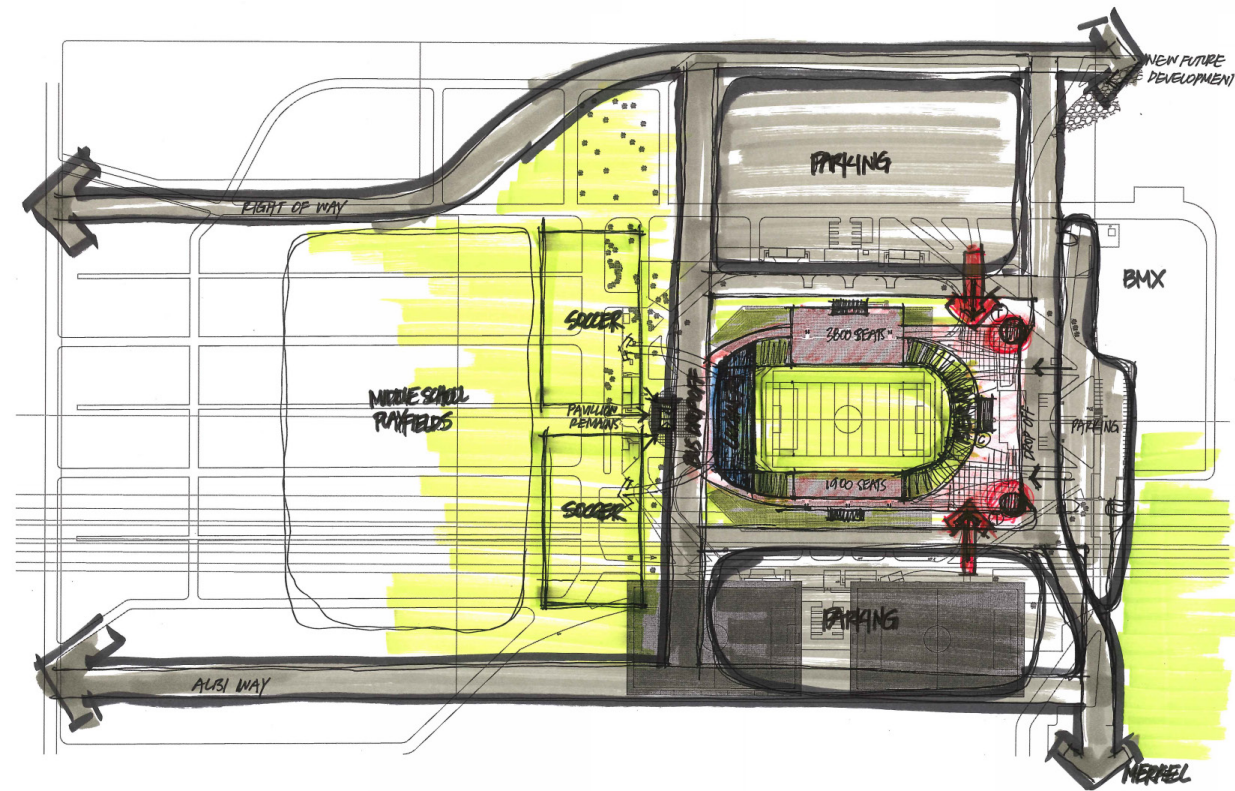 NEW FUTURE
DEVELOPMENT
PARKING
RIGHT OF WAY
BMX
SOCCER
3800 SEATS
MIDDLE SCHOOL
PLAYFIELDS
PAVILLION
REMAINS
BUS DROP OFF
DROP OFF
PARKING
1900 SEATS
SOCCER
PARKING
ALBI WAY
MERKEL